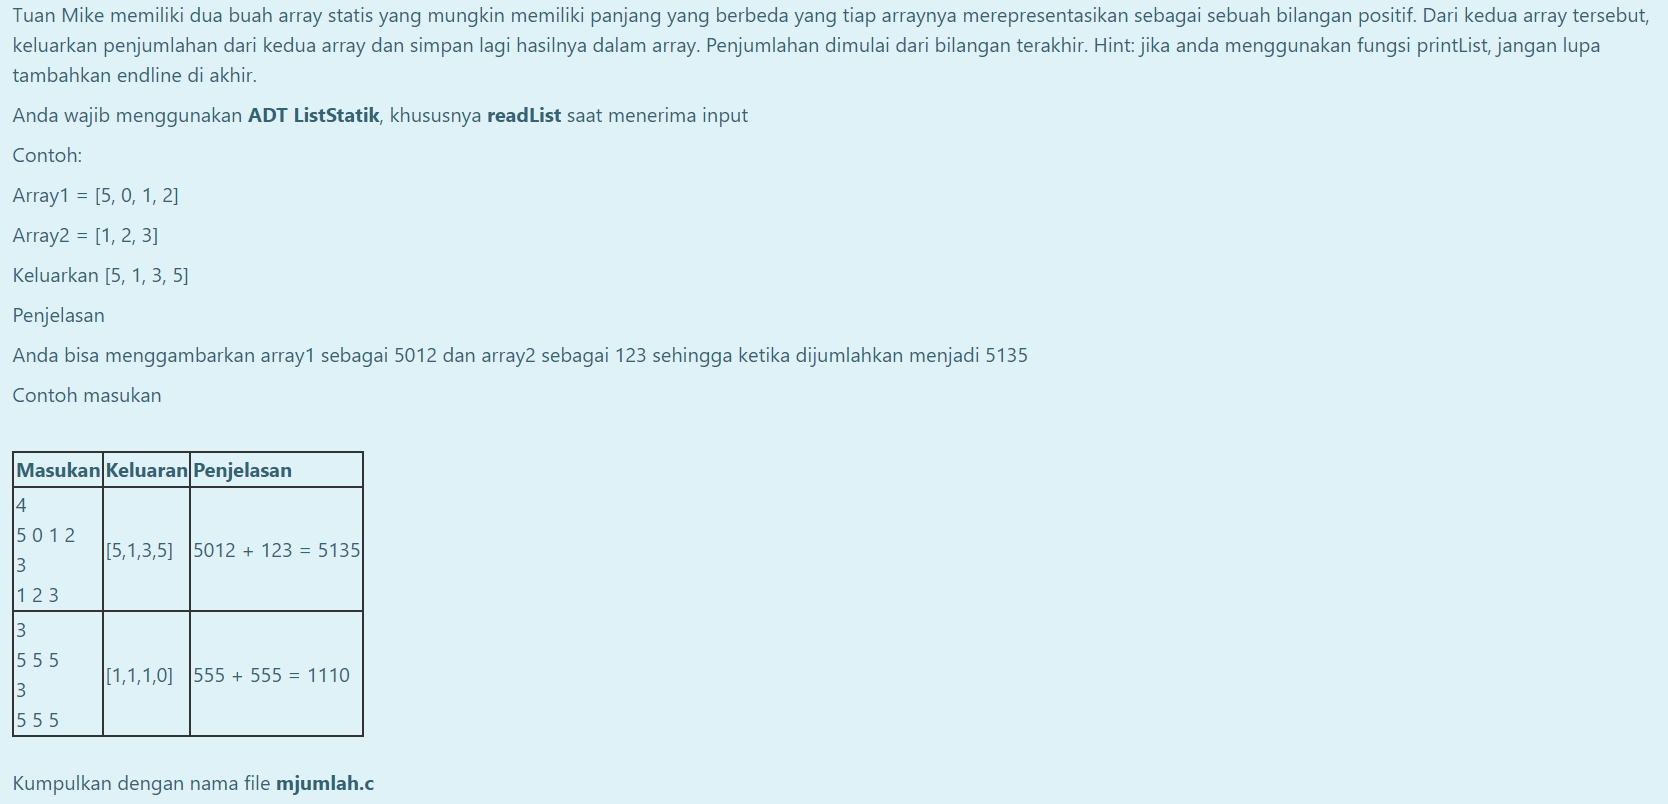 Tuan Mike memiliki dua buah array statis yang mungkin memiliki panjang yang berbeda yang tiap arraynya merepresentasikan sebagai sebuah bilangan positif. Dari kedua array tersebut,
keluarkan penjumlahan dari kedua array dan simpan lagi hasilnya dalam array. Penjumlahan dimulai dari bilangan terakhir. Hint: jika anda menggunakan fungsi printList, jangan lupa
tambahkan endline di akhir.
Anda wajib menggunakan ADT ListStatik, khususnya readList saat menerima input
Contoh:
Array1 = [5, 0, 1, 2]
Array2 = [1, 2, 3]
Keluarkan [5, 1, 3, 5]
Penjelasan
Anda bisa menggambarkan array1 sebagai 5012 dan array2 sebagai 123 sehingga ketika dijumlahkan menjadi 5135
Contoh masukan
Masukan Keluaran Penjelasan
4
5 0 1 2
3
1 2 3
[5,1,3,5]
5012 + 123 = 5135
3
5 5 5
3
5 5 5
[1,1,1,0]
555 + 555 = 1110
Kumpulkan dengan nama file mjumlah.c